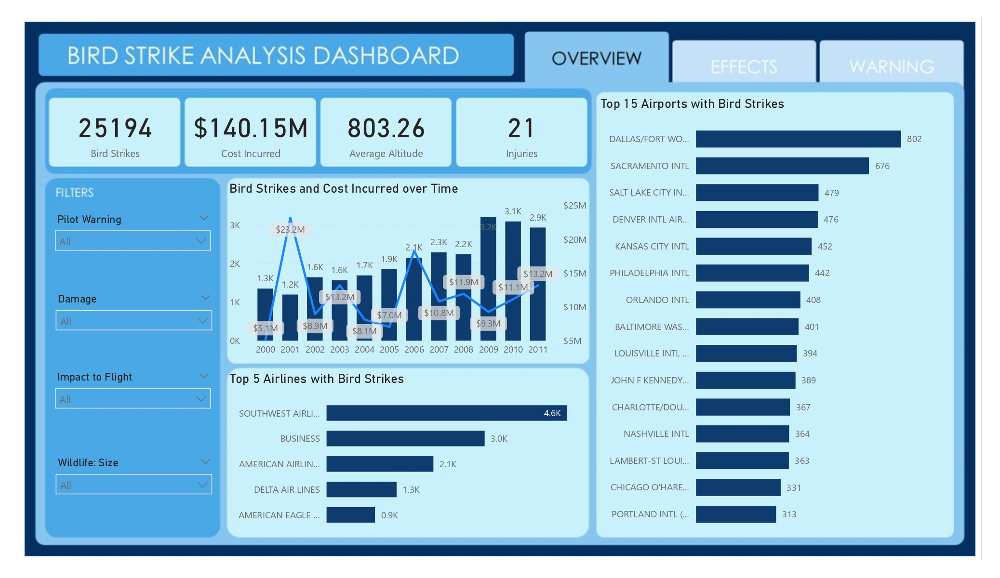 BIRD STRIKE ANALYSIS DASHBOARD
OVERVIEW
EFFECTS
WARNING
25194
Bird Strikes
$140.15M
Cost Incurred
803.26
Average Altitude
21
Injuries
FILTERS
Pilot Warning
All
Damage
All
Impact to Flight
All
Wildlife: Size
All
Bird Strikes and Cost Incurred over Time
3K
2K
1K
0K
$25M
$20M
$15M
$10M
$5M
1.3K
1.2K
1.6K
1.6K
1.7K
1.9K
2.1K
2.3K
2.2K
3.2K
3.1K
2.9K
$5.1M
$23.2M
$8.9M
$13.2M
$8.1M
$7.0M
$10.8M
$11.9M
$9.3M
$11.1M
$13.2M
2000 2001 2002 2003 2004 2005 2006 2007 2008 2009 2010 2011
Top 5 Airlines with Bird Strikes
SOUTHWEST AIRLI... 4.6K
BUSINESS 3.0K
AMERICAN AIRLIN... 2.1K
DELTA AIR LINES 1.3K
AMERICAN EAGLE ... 0.9K
Top 15 Airports with Bird Strikes
DALLAS/FORT WO... 802
SACRAMENTO INTL 676
SALT LAKE CITY IN... 479
DENVER INTL AIR... 476
KANSAS CITY INTL 452
PHILADELPHIA INTL 442
ORLANDO INTL 408
BALTIMORE WAS... 401
LOUISVILLE INTL ... 394
JOHN F KENNEDY... 389
CHARLOTTE/DOU... 367
NASHVILLE INTL 364
LAMBERT-ST LOUI... 363
CHICAGO O'HARE... 331
PORTLAND INTL (... 313